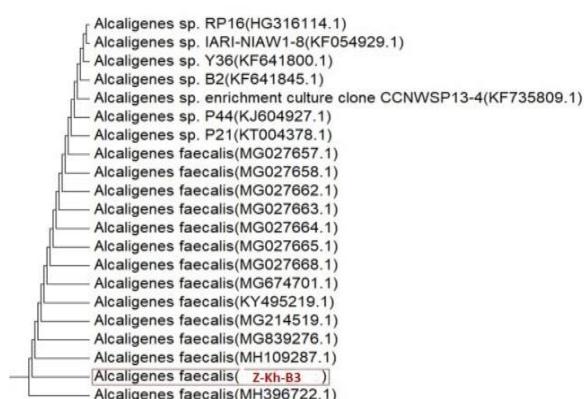 Alcaligenes sp. RP16(HG316114.1)
Alcaligenes sp. IARI-NIAW1-8(KF054929.1)
Alcaligenes sp. Y36(KF641800.1)
Alcaligenes sp. B2(KF641845.1)
Alcaligenes sp. enrichment culture clone CCNWSP13-4(KF735809.1)
Alcaligenes sp. P44(KJ604927.1)
Alcaligenes sp. P21(KT004378.1)
Alcaligenes faecalis(MG027657.1)
Alcaligenes faecalis(MG027658.1)
Alcaligenes faecalis(MG027662.1)
Alcaligenes faecalis(MG027663.1)
Alcaligenes faecalis(MG027664.1)
Alcaligenes faecalis(MG027665.1)
Alcaligenes faecalis(MG027668.1)
Alcaligenes faecalis(MG674701.1)
Alcaligenes faecalis(KY495219.1)
Alcaligenes faecalis(MG214519.1)
Alcaligenes faecalis(MG839276.1)
Alcaligenes faecalis(MH109287.1)
Alcaligenes faecalis( Z-Kh-B3 )
Alcaligenes faecalis(MH396722.1)